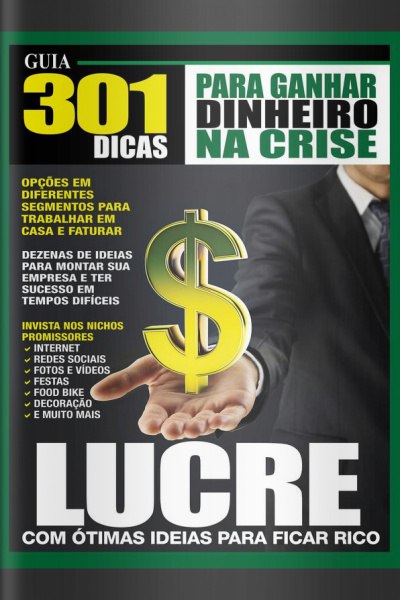 GUIA
301
DICAS
PARA GANHAR
DINHEIRO
NA CRISE
OPÇÕES EM
DIFERENTES
SEGMENTOS PARA
TRABALHAR EM
CASA E FATURAR
DEZENAS DE IDEIAS
PARA MONTAR SUA
EMPRESA E TER
SUCESSO EM
TEMPOS DIFÍCEIS
INVISTA NOS NICHOS
PROMISSORES
INTERNET
REDES SOCIAIS
FOTOS E VÍDEOS
FESTAS
FOOD BIKE
DECORAÇÃO
E MUITO MAIS
$
LUCRE
COM ÓTIMAS IDEIAS PARA FICAR RICO